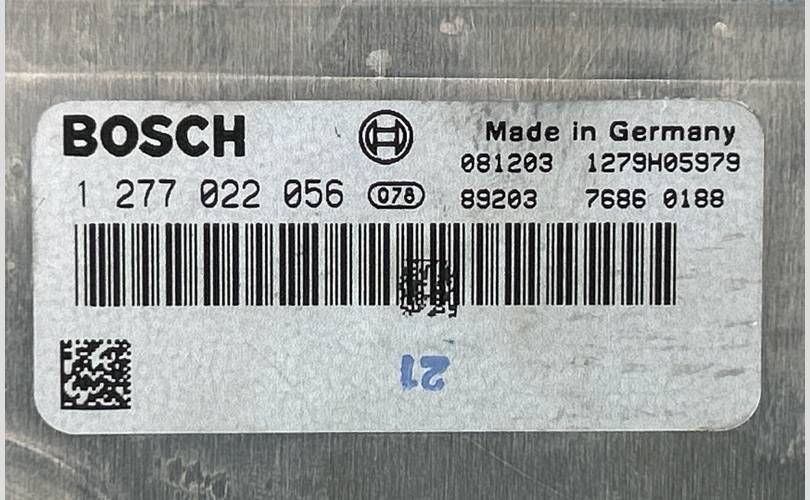 BOSCH
Made in Germany
081203 1279H05979
1 277 022 056 078 89203 7686 0188
21